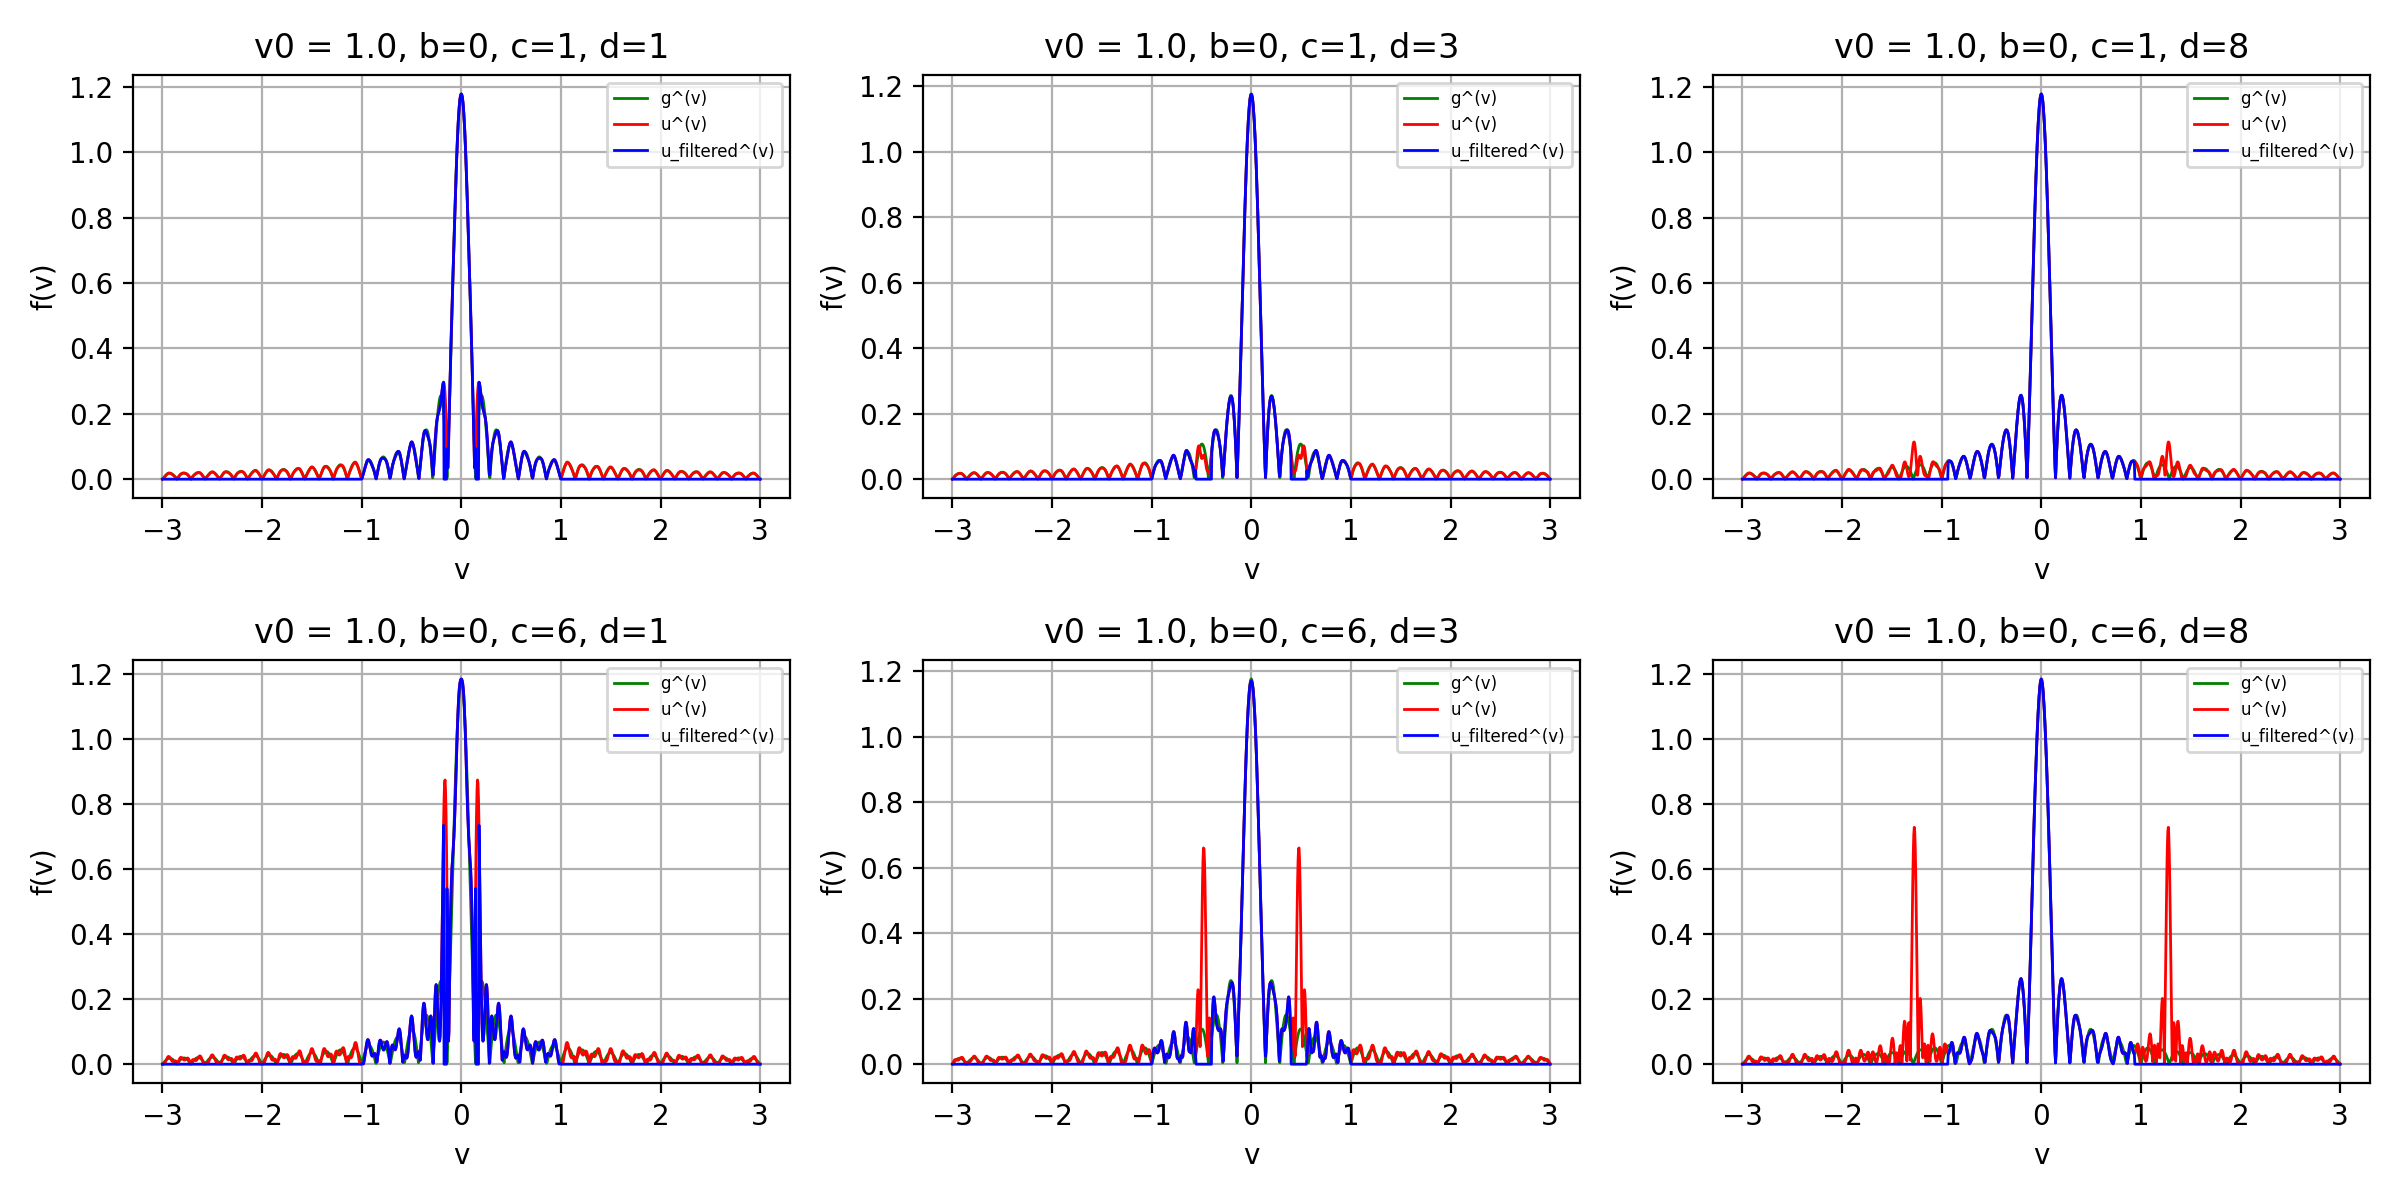 v0 = 1.0, b=0, c=1, d=1
1.2
1.0
0.8
0.6
0.4
0.2
0.0
f(v)
g^(v)
u^(v)
u_filtered^(v)
−3 −2 −1 0 1 2 3
v
v0 = 1.0, b=0, c=1, d=3
1.2
1.0
0.8
0.6
0.4
0.2
0.0
f(v)
g^(v)
u^(v)
u_filtered^(v)
−3 −2 −1 0 1 2 3
v
v0 = 1.0, b=0, c=1, d=8
1.2
1.0
0.8
0.6
0.4
0.2
0.0
f(v)
g^(v)
u^(v)
u_filtered^(v)
−3 −2 −1 0 1 2 3
v
v0 = 1.0, b=0, c=6, d=1
1.2
1.0
0.8
0.6
0.4
0.2
0.0
f(v)
g^(v)
u^(v)
u_filtered^(v)
−3 −2 −1 0 1 2 3
v
v0 = 1.0, b=0, c=6, d=3
1.2
1.0
0.8
0.6
0.4
0.2
0.0
f(v)
g^(v)
u^(v)
u_filtered^(v)
−3 −2 −1 0 1 2 3
v
v0 = 1.0, b=0, c=6, d=8
1.2
1.0
0.8
0.6
0.4
0.2
0.0
f(v)
g^(v)
u^(v)
u_filtered^(v)
−3 −2 −1 0 1 2 3
v